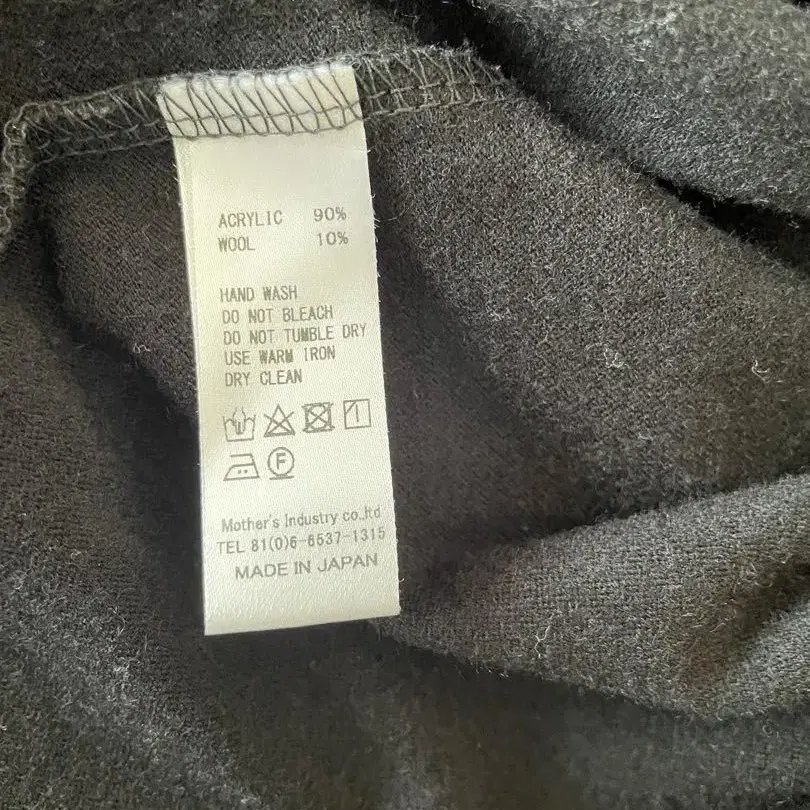 ACRYLIC 90%
WOOL 10%
HAND WASH
DO NOT BLEACH
DO NOT TUMBLE DRY
USE WARM IRON
DRY CLEAN
F
Mother's Industry co.,ltd
TEL 81(0)6-6537-1315
MADE IN JAPAN